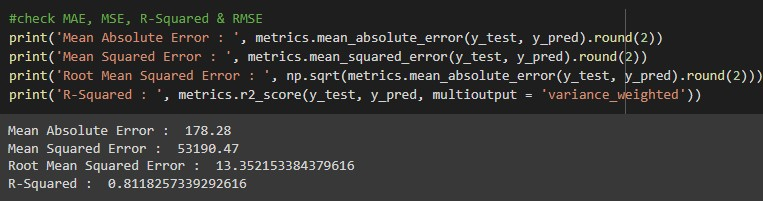 #check MAE, MSE, R-Squared & RMSE
print('Mean Absolute Error : ', metrics.mean_absolute_error(y_test, y_pred).round(2))
print('Mean Squared Error : ', metrics.mean_squared_error(y_test, y_pred).round(2))
print('Root Mean Squared Error : ', np.sqrt(metrics.mean_absolute_error(y_test, y_pred).round(2)))
print('R-Squared : ', metrics.r2_score(y_test, y_pred, multioutput = 'variance_weighted'))
Mean Absolute Error :  178.28
Mean Squared Error :  53190.47
Root Mean Squared Error :  13.352153384379616
R-Squared :  0.8118257339292616